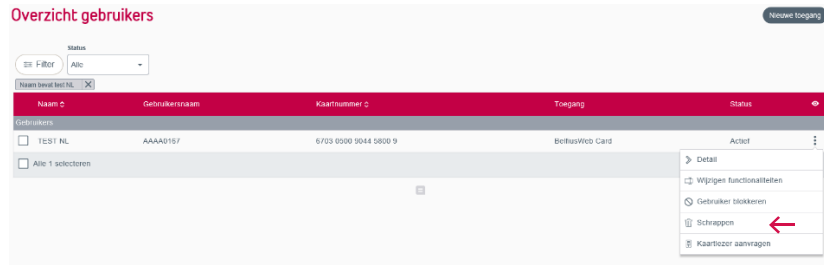 Overzicht gebruikers
Nieuwe toegang
Status
Filter
Alle
Naam bevat test NL
Naam Gebruikersnaam Kaartnummer Toegang Status
Gebruikers
TEST NL AAAA0167 6703 0500 9044 5800 9 BelfiusWeb Card Actief
Alle 1 selecteren
Detail
Wijzigen functionaliteiten
Gebruiker blokkeren
Schrappen
Kaartlezer aanvragen